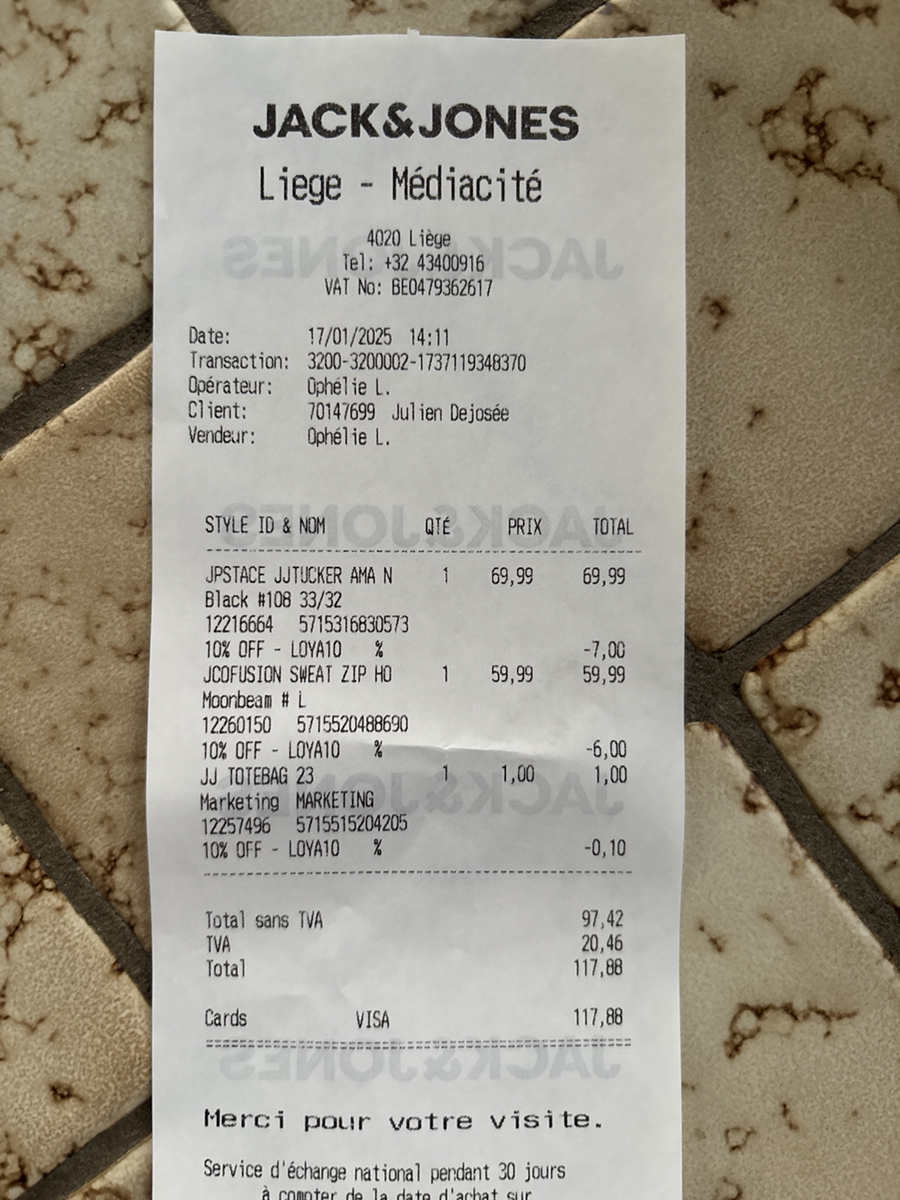 JACK&JONES
Liege - Médiacité
4020 Liège
Tel: +32 43400916
VAT No: BE0479362617
Date: 17/01/2025 14:11
Transaction: 3200-3200002-1737119348370
Opérateur: Ophélie L.
Client: 70147699 Julien Dejosée
Vendeur: Ophélie L.
STYLE ID & NOM QTÉ PRIX TOTAL
JPSTACE JJTUCKER AMA N 1 69,99 69,99
Black #108 33/32
12216664 5715316830573
10% OFF - LOYA10 % -7,00
JCOFUSION SWEAT ZIP HO 1 59,99 59,99
Moonbeam # L
12260150 5715520488690
10% OFF - LOYA10 % -6,00
JJ TOTEBAG 23 1 1,00 1,00
Marketing MARKETING
12257496 5715515204205
10% OFF - LOYA10 % -0,10
Total sans TVA 97,42
TVA 20,46
Total 117,88
Cards VISA 117,88
Merci pour votre visite.
Service d'échange national pendant 30 jours
à compter de la date d'achat sur